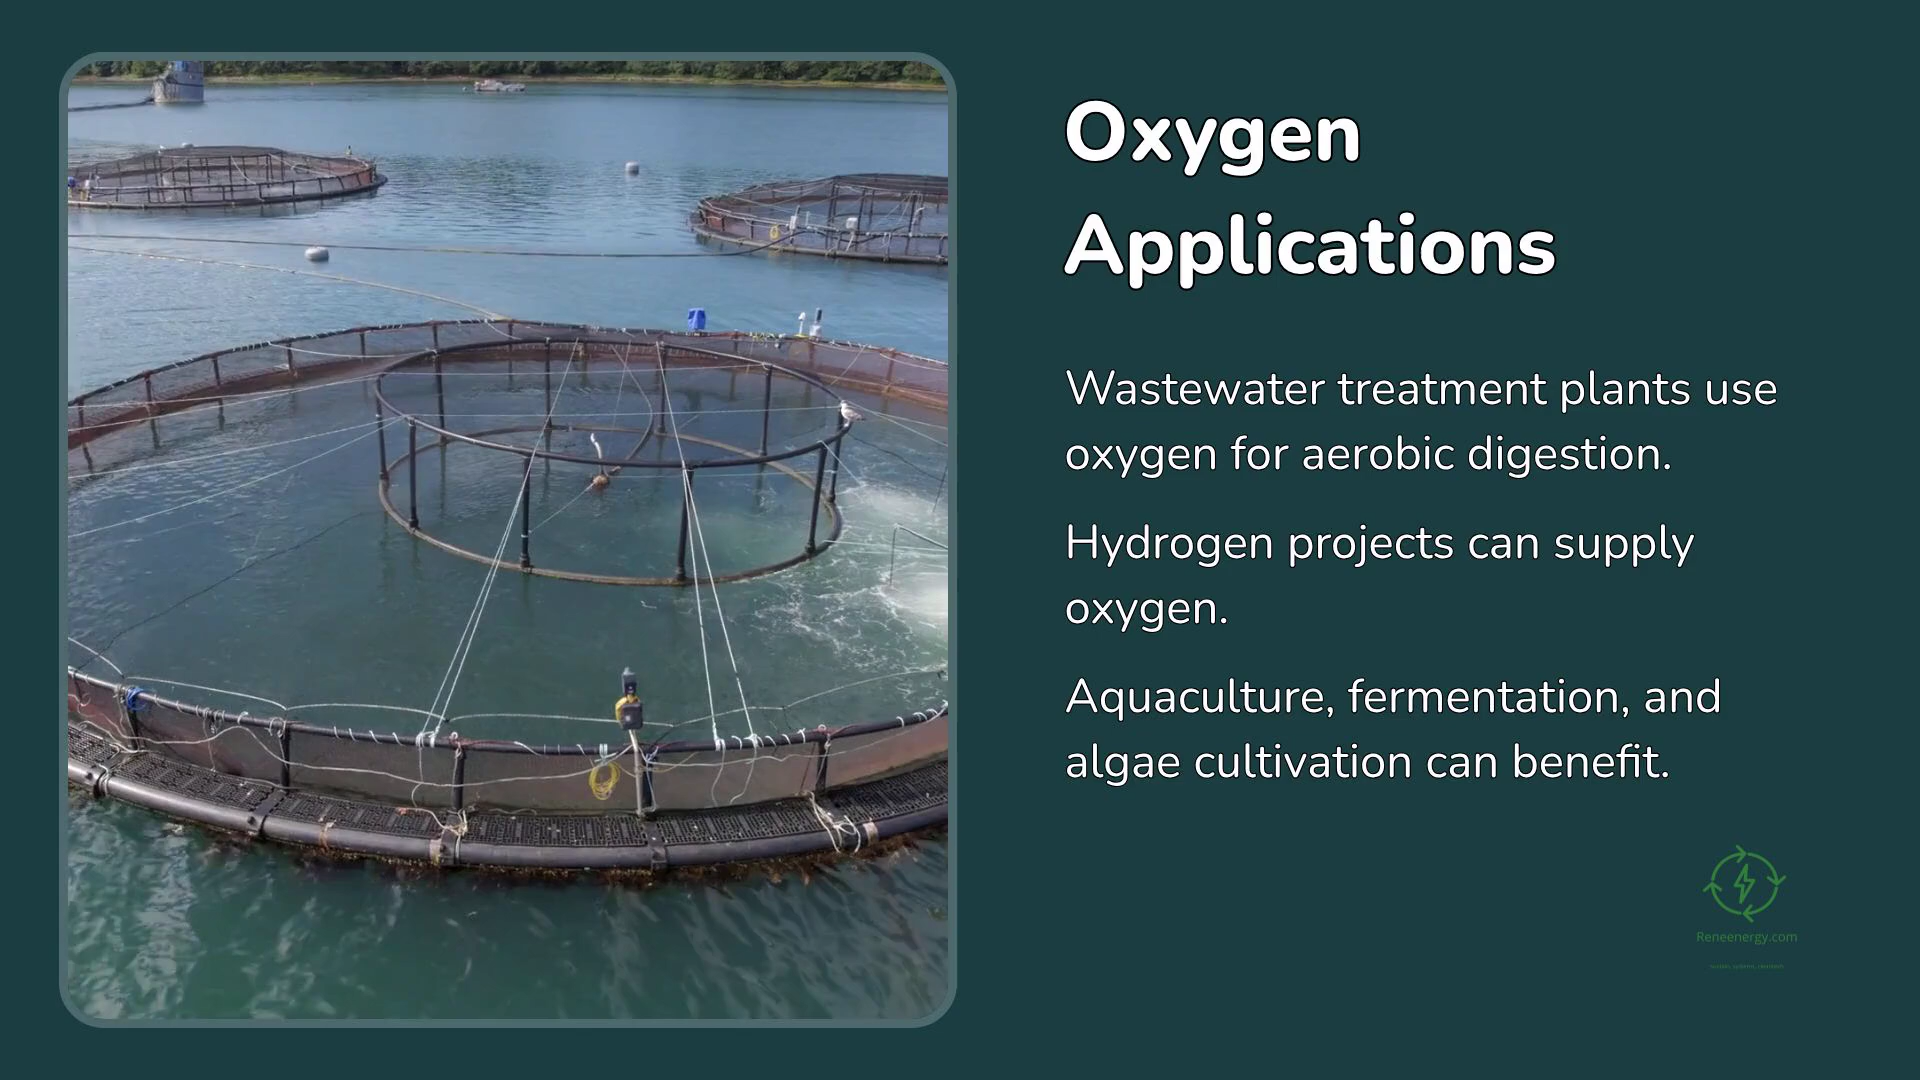 Oxygen
Applications
Wastewater treatment plants use
oxygen for aerobic digestion.
Hydrogen projects can supply
oxygen.
Aquaculture, fermentation, and
algae cultivation can benefit.
Reneenergy.com